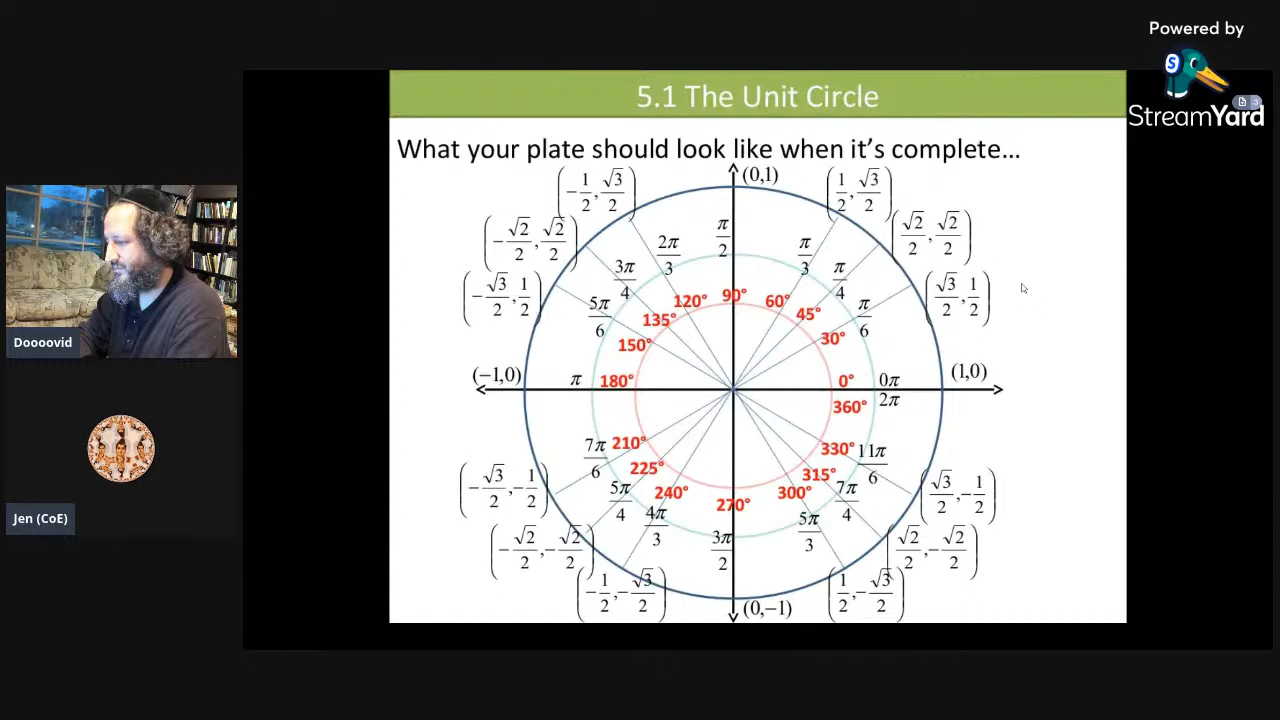 Powered by
StreamYard
5.1 The Unit Circle
What your plate should look like when it's complete...
(0,1)
(-1/2, √3/2)
(1/2, √3/2)
(-√2/2, √2/2)
(√2/2, √2/2)
(-√3/2, 1/2)
(√3/2, 1/2)
π/2
2π/3
π/3
3π/4
π/4
5π/6
π/6
120° 90° 60°
135° 45°
150° 30°
(−1,0) π 180° 0° 0π (1,0)
360° 2π
210° 330°
7π/6
11π/6
225° 315°
240° 270° 300°
5π/4
7π/4
4π/3
5π/3
3π/2
(-√3/2, -1/2)
(√3/2, -1/2)
(-√2/2, -√2/2)
(√2/2, -√2/2)
(-1/2, -√3/2)
(1/2, -√3/2)
(0,−1)
Doooovid
Jen (CoE)